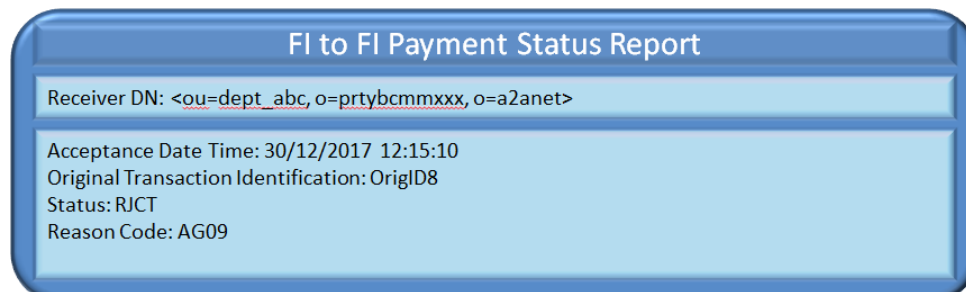 FI to FI Payment Status Report
Receiver DN: <ou=dept_abc, o=prtybcmmxxx, o=a2anet>
Acceptance Date Time: 30/12/2017 12:15:10
Original Transaction Identification: OrigID8
Status: RJCT
Reason Code: AG09